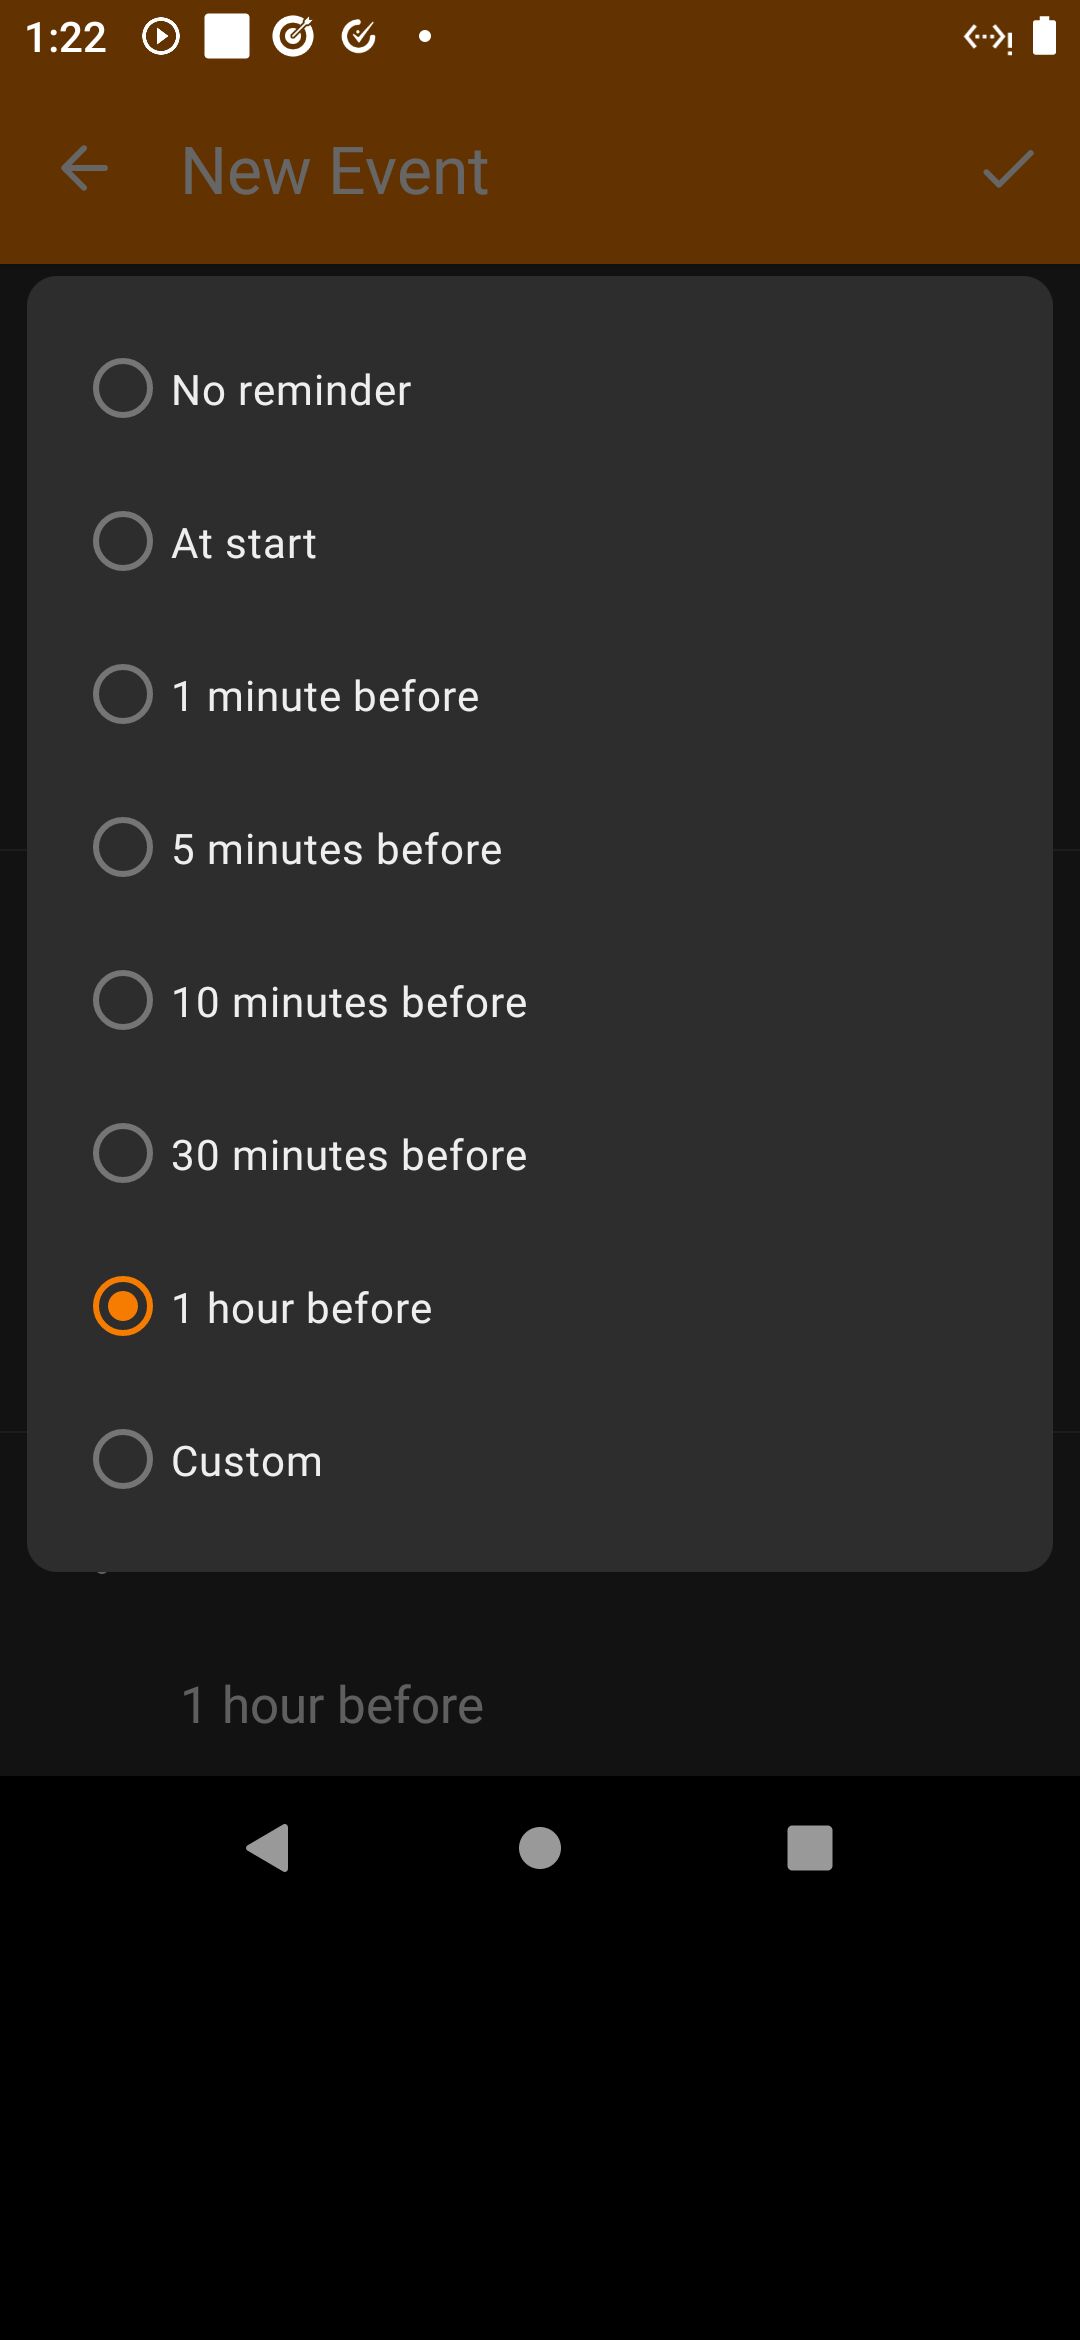 1:22
New Event
No reminder
At start
1 minute before
5 minutes before
10 minutes before
30 minutes before
1 hour before
Custom
1 hour before